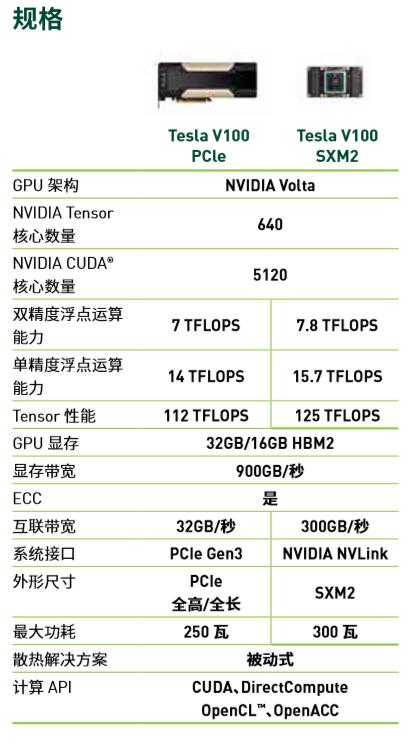 规格
Tesla V100 Tesla V100
PCIe SXM2
GPU 架构 NVIDIA Volta
NVIDIA Tensor
核心数量 640
NVIDIA CUDA®
核心数量 5120
双精度浮点运算
能力 7 TFLOPS 7.8 TFLOPS
单精度浮点运算
能力 14 TFLOPS 15.7 TFLOPS
Tensor 性能 112 TFLOPS 125 TFLOPS
GPU 显存 32GB/16GB HBM2
显存带宽 900GB/秒
ECC 是
互联带宽 32GB/秒 300GB/秒
系统接口 PCIe Gen3 NVIDIA NVLink
外形尺寸 PCIe
全高/全长 SXM2
最大功耗 250 瓦 300 瓦
散热解决方案 被动式
计算 API CUDA、DirectCompute
OpenCL™、OpenACC